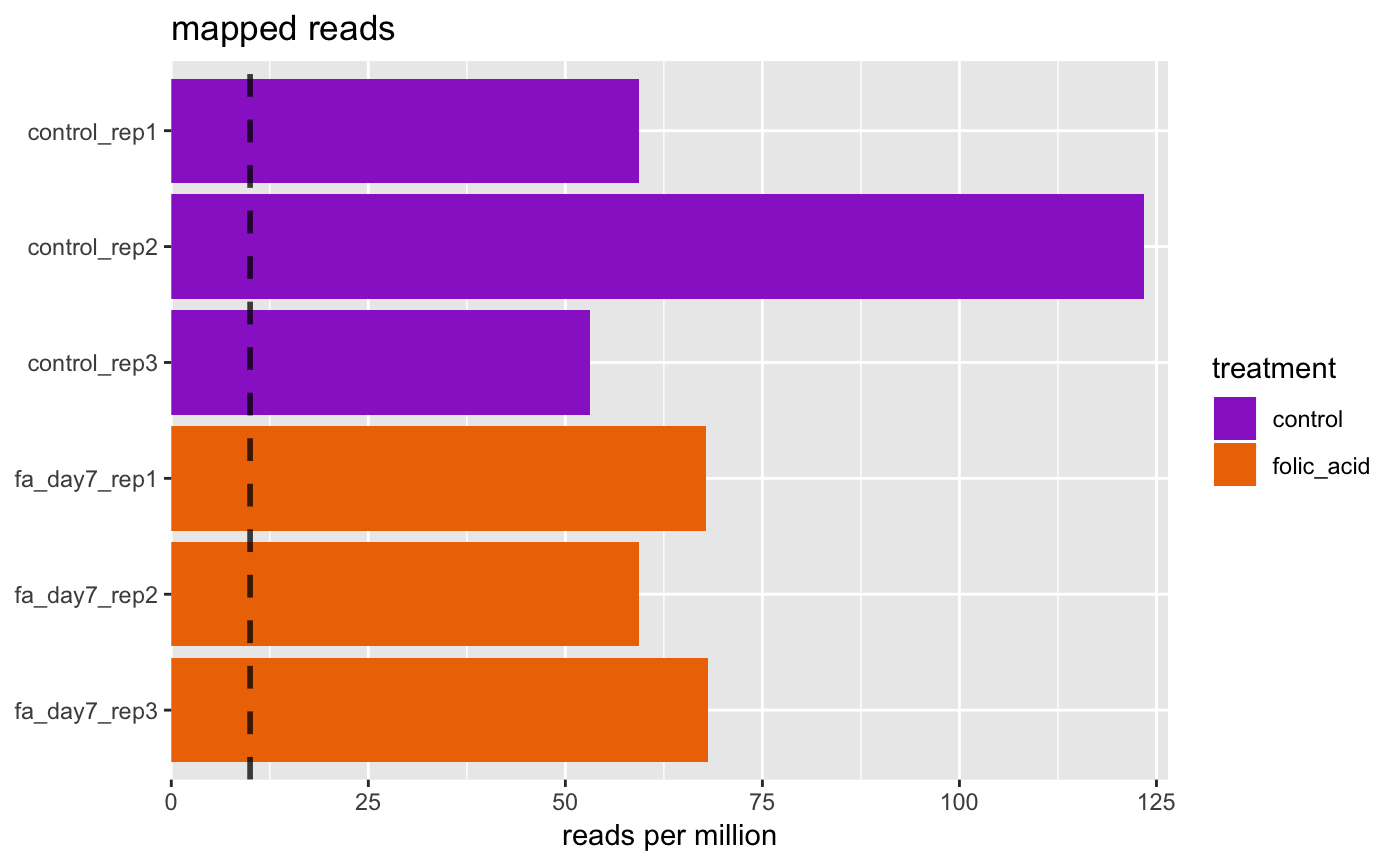 mapped reads
control_rep1
control_rep2
control_rep3
fa_day7_rep1
fa_day7_rep2
fa_day7_rep3
0 25 50 75 100 125
reads per million
treatment
control
folic_acid